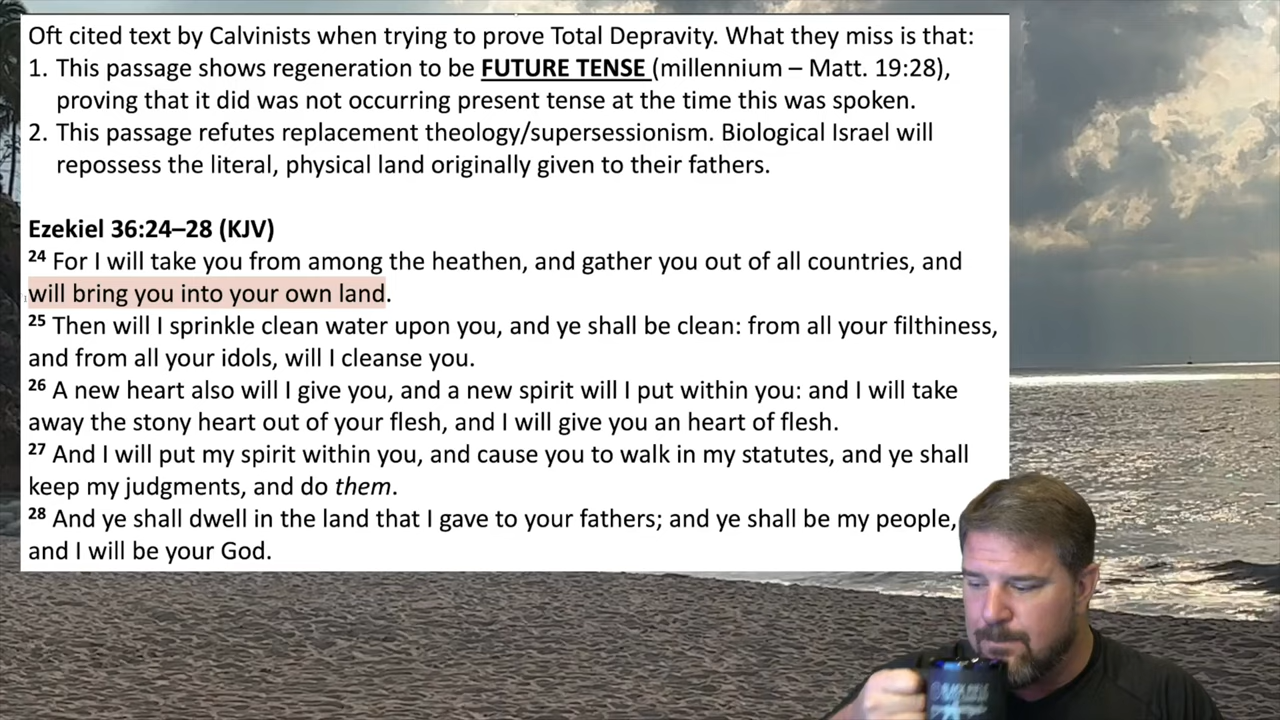 Oft cited text by Calvinists when trying to prove Total Depravity. What they miss is that:
1. This passage shows regeneration to be FUTURE TENSE (millennium – Matt. 19:28),
proving that it did was not occurring present tense at the time this was spoken.
2. This passage refutes replacement theology/supersessionism. Biological Israel will
repossess the literal, physical land originally given to their fathers.
Ezekiel 36:24–28 (KJV)
24 For I will take you from among the heathen, and gather you out of all countries, and
will bring you into your own land.
25 Then will I sprinkle clean water upon you, and ye shall be clean: from all your filthiness,
and from all your idols, will I cleanse you.
26 A new heart also will I give you, and a new spirit will I put within you: and I will take
away the stony heart out of your flesh, and I will give you an heart of flesh.
27 And I will put my spirit within you, and cause you to walk in my statutes, and ye shall
keep my judgments, and do them.
28 And ye shall dwell in the land that I gave to your fathers; and ye shall be my people,
and I will be your God.